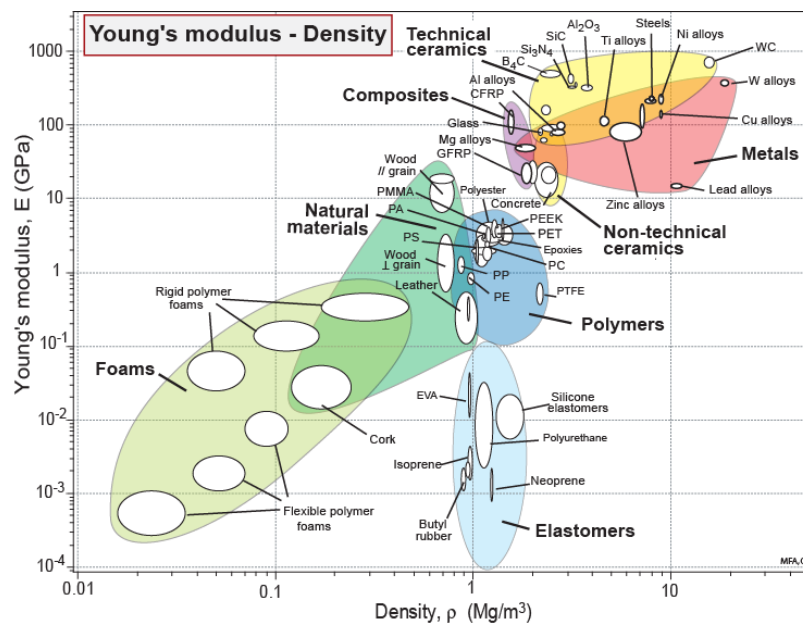 Young's modulus - Density
Technical
ceramics
Al₂O₃
SiC
Si₃N₄
B₄C
Ti alloys
Steels
Ni alloys
WC
W alloys
Cu alloys
Metals
Lead alloys
Zinc alloys
Al alloys
CFRP
Composites
Glass
Mg alloys
GFRP
Wood
// grain
PMMA
Natural
materials
PA
PS
Polyester
Concrete
Non-technical
ceramics
PEEK
PET
Epoxies
PC
Wood
⊥ grain
PP
Leather
PE
PTFE
Polymers
Rigid polymer
foams
Foams
EVA
Silicone
elastomers
Cork
Polyurethane
Isoprene
Neoprene
Flexible polymer
foams
Butyl
rubber
Elastomers
MFA,
Young's modulus, E (GPa)
1000
100
10
1
10⁻¹
10⁻²
10⁻³
10⁻⁴
0.01
0.1
1
10
Density, ρ (Mg/m³)